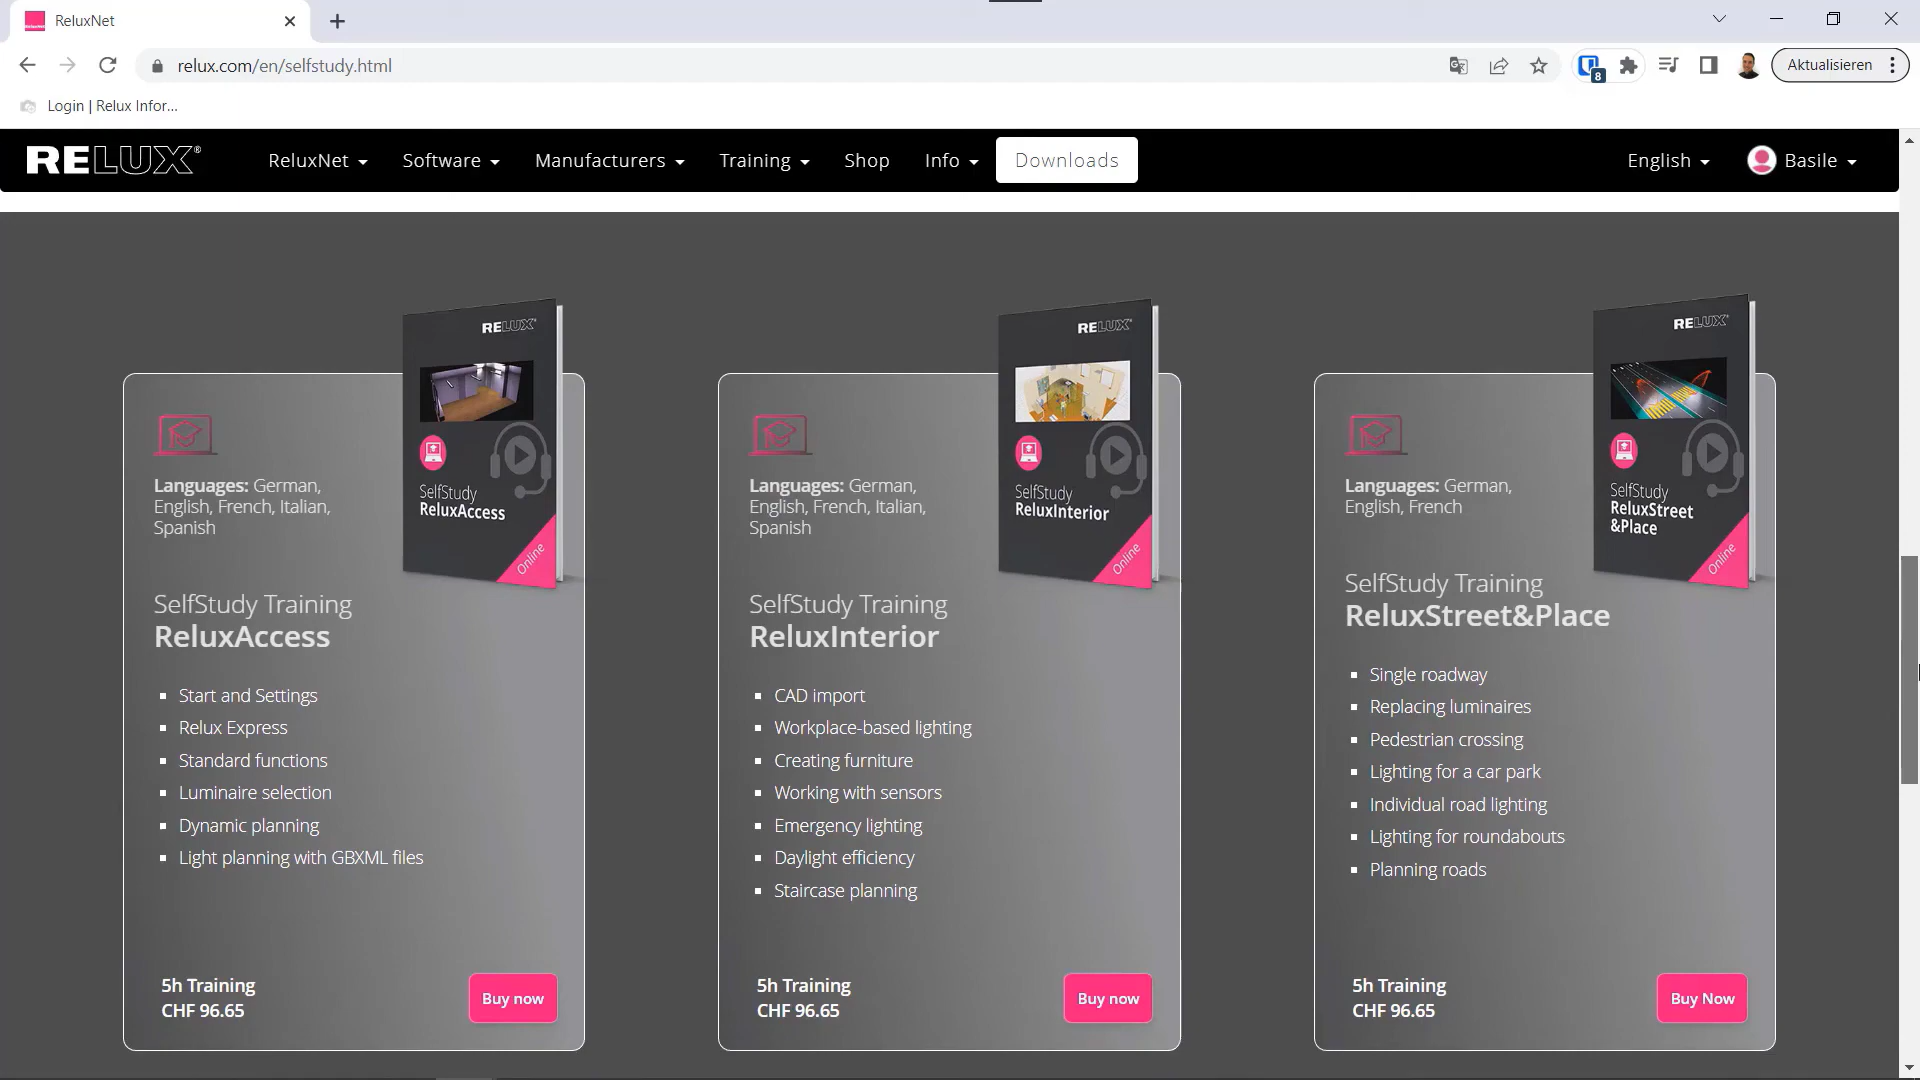 ReluxNet
relux.com/en/selfstudy.html
8
Aktualisieren
Login | Relux Infor...
RELUX®
ReluxNet
Software
Manufacturers
Training
Shop
Info
Downloads
English
Basile
RELUX
SelfStudy
ReluxAccess
Online
Languages: German,
English, French, Italian,
Spanish
SelfStudy Training
ReluxAccess
Start and Settings
Relux Express
Standard functions
Luminaire selection
Dynamic planning
Light planning with GBXML files
5h Training
CHF 96.65
Buy now
RELUX
SelfStudy
ReluxInterior
Online
Languages: German,
English, French, Italian,
Spanish
SelfStudy Training
ReluxInterior
CAD import
Workplace-based lighting
Creating furniture
Working with sensors
Emergency lighting
Daylight efficiency
Staircase planning
5h Training
CHF 96.65
Buy now
RELUX
SelfStudy
ReluxStreet
&Place
Online
Languages: German,
English, French
SelfStudy Training
ReluxStreet&Place
Single roadway
Replacing luminaires
Pedestrian crossing
Lighting for a car park
Individual road lighting
Lighting for roundabouts
Planning roads
5h Training
CHF 96.65
Buy Now